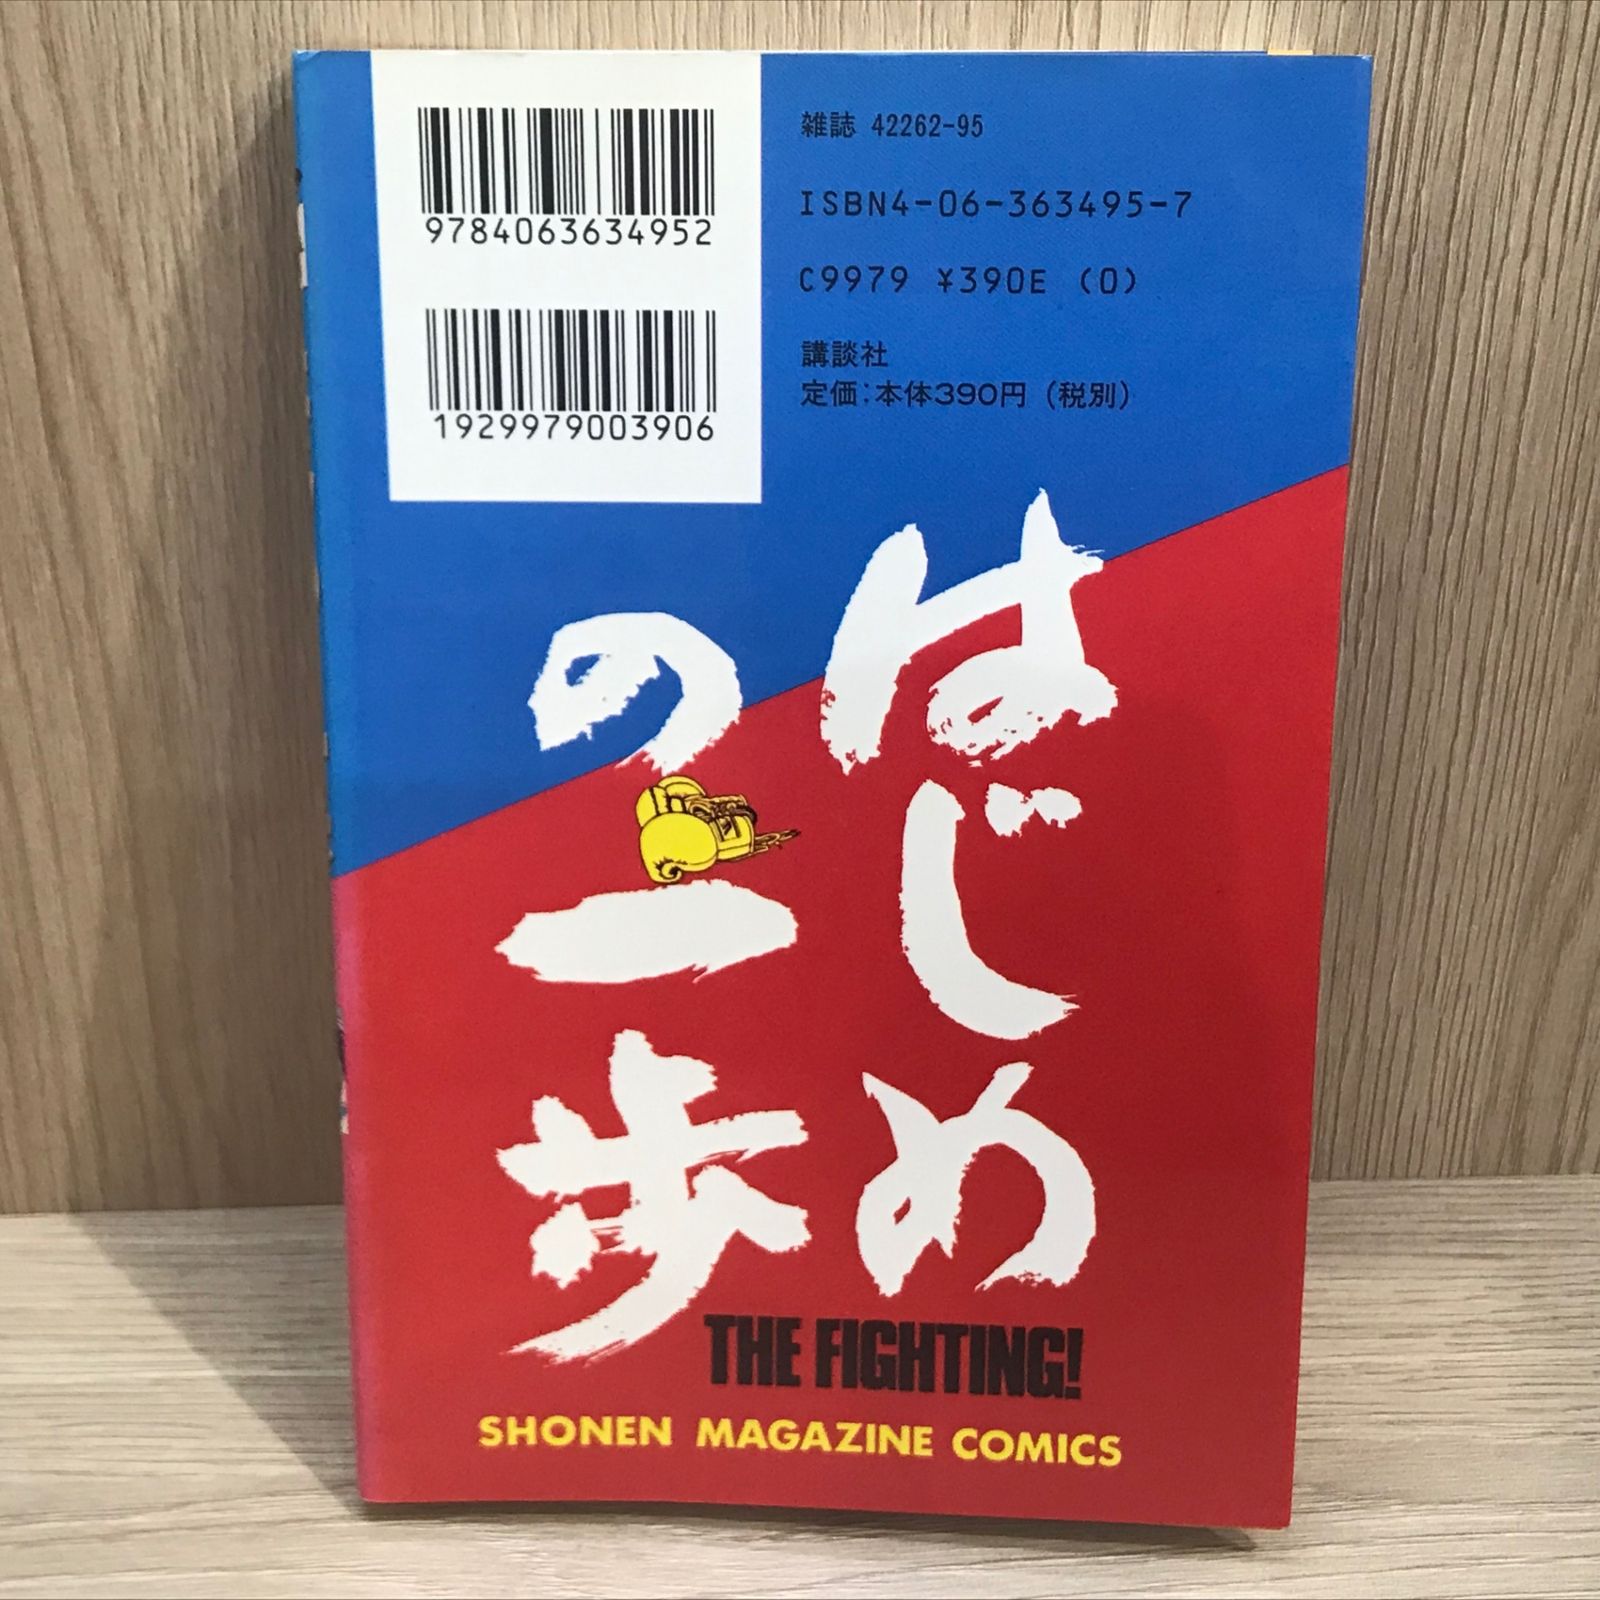 9784063634952
1929979003906
雑誌 42262-95
ISBN4-06-363495-7
C9979 ¥390E (0)
講談社
定価:本体390円(税別)
はじめ
の一歩
THE FIGHTING!
SHONEN MAGAZINE COMICS